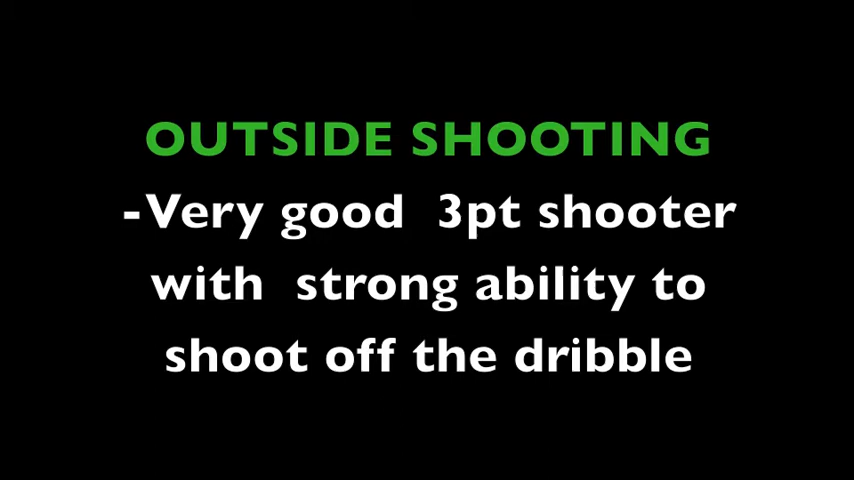 OUTSIDE SHOOTING
-Very good  3pt shooter
with  strong ability to
shoot off the dribble